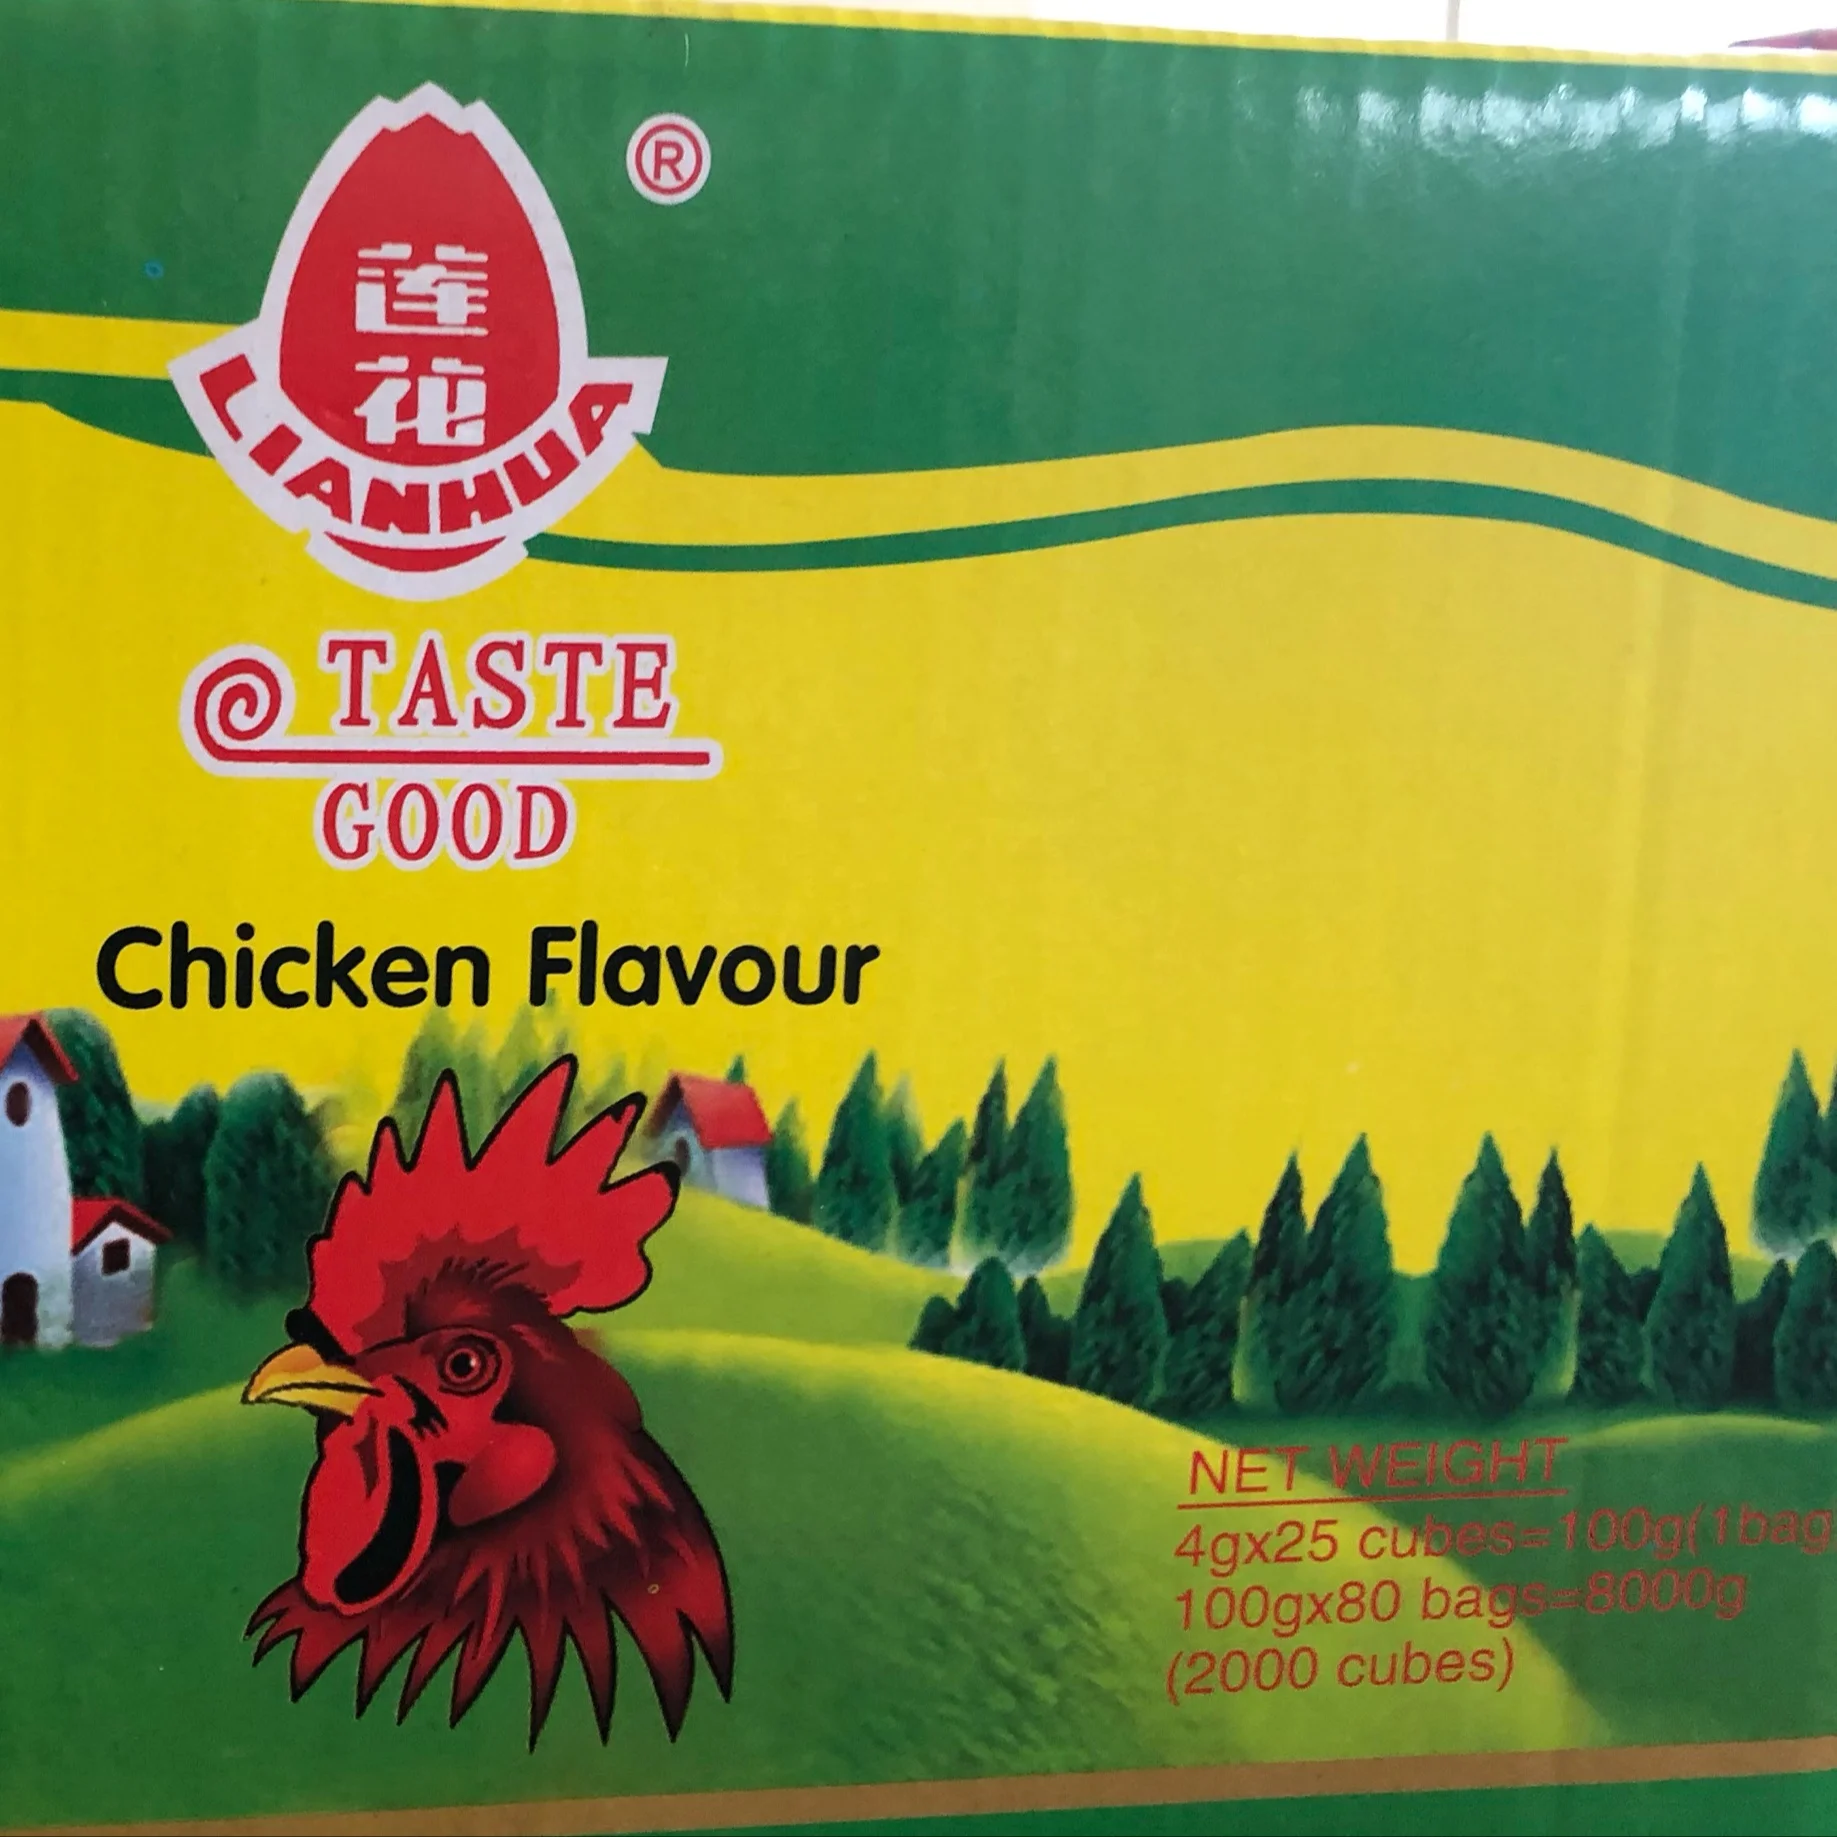 ®
莲
花
LIANHUA
TASTE
GOOD
Chicken Flavour
NET WEIGHT
4gx25 cubes=100g(1bag
100gx80 bags=8000g
(2000 cubes)